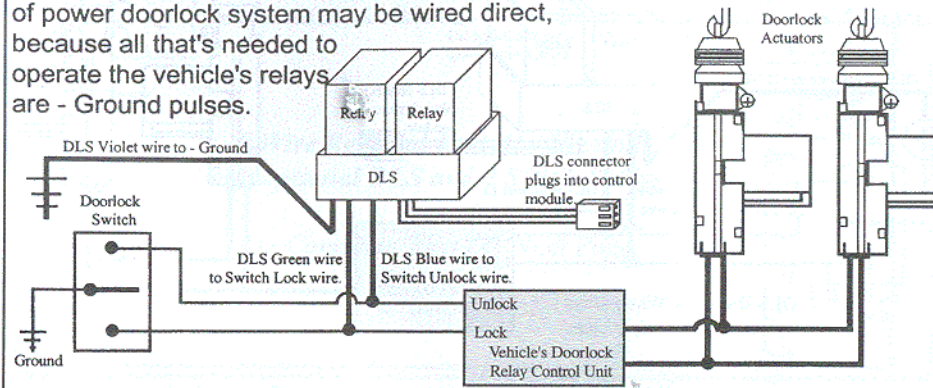 of power doorlock system may be wired direct,
because all that's needed to
operate the vehicle's relays
are - Ground pulses.
Doorlock
Actuators
Relay
Relay
DLS Violet wire to - Ground
DLS
DLS connector
plugs into control
module.
Doorlock
Switch
DLS Green wire
to Switch Lock wire.
DLS Blue wire to
Switch Unlock wire.
Unlock
Lock
Vehicle's Doorlock
Relay Control Unit
Ground